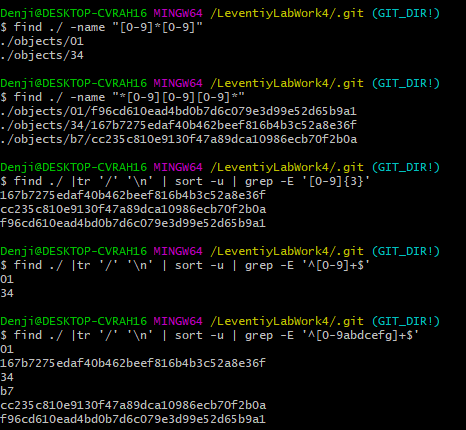 Denji@DESKTOP-CVRAH16 MINGW64 /LeventiyLabWork4/.git (GIT_DIR!)
$ find ./ -name "[0-9]*[0-9]"
./objects/01
./objects/34
Denji@DESKTOP-CVRAH16 MINGW64 /LeventiyLabWork4/.git (GIT_DIR!)
$ find ./ -name "*[0-9][0-9][0-9]*"
./objects/01/f96cd610ead4bd0b7d6c079e3d99e52d65b9a1
./objects/34/167b7275edaf40b462beef816b4b3c52a8e36f
./objects/b7/cc235c810e9130f47a89dca10986ecb70f2b0a
Denji@DESKTOP-CVRAH16 MINGW64 /LeventiyLabWork4/.git (GIT_DIR!)
$ find ./ |tr '/' '\n' | sort -u | grep -E '[0-9]{3}'
167b7275edaf40b462beef816b4b3c52a8e36f
cc235c810e9130f47a89dca10986ecb70f2b0a
f96cd610ead4bd0b7d6c079e3d99e52d65b9a1
Denji@DESKTOP-CVRAH16 MINGW64 /LeventiyLabWork4/.git (GIT_DIR!)
$ find ./ |tr '/' '\n' | sort -u | grep -E '^[0-9]+$'
01
34
Denji@DESKTOP-CVRAH16 MINGW64 /LeventiyLabWork4/.git (GIT_DIR!)
$ find ./ |tr '/' '\n' | sort -u | grep -E '^[0-9abdcefg]+$'
01
167b7275edaf40b462beef816b4b3c52a8e36f
34
b7
cc235c810e9130f47a89dca10986ecb70f2b0a
f96cd610ead4bd0b7d6c079e3d99e52d65b9a1